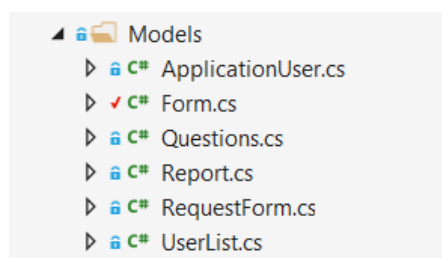 Models
C# ApplicationUser.cs
C# Form.cs
C# Questions.cs
C# Report.cs
C# RequestForm.cs
C# UserList.cs